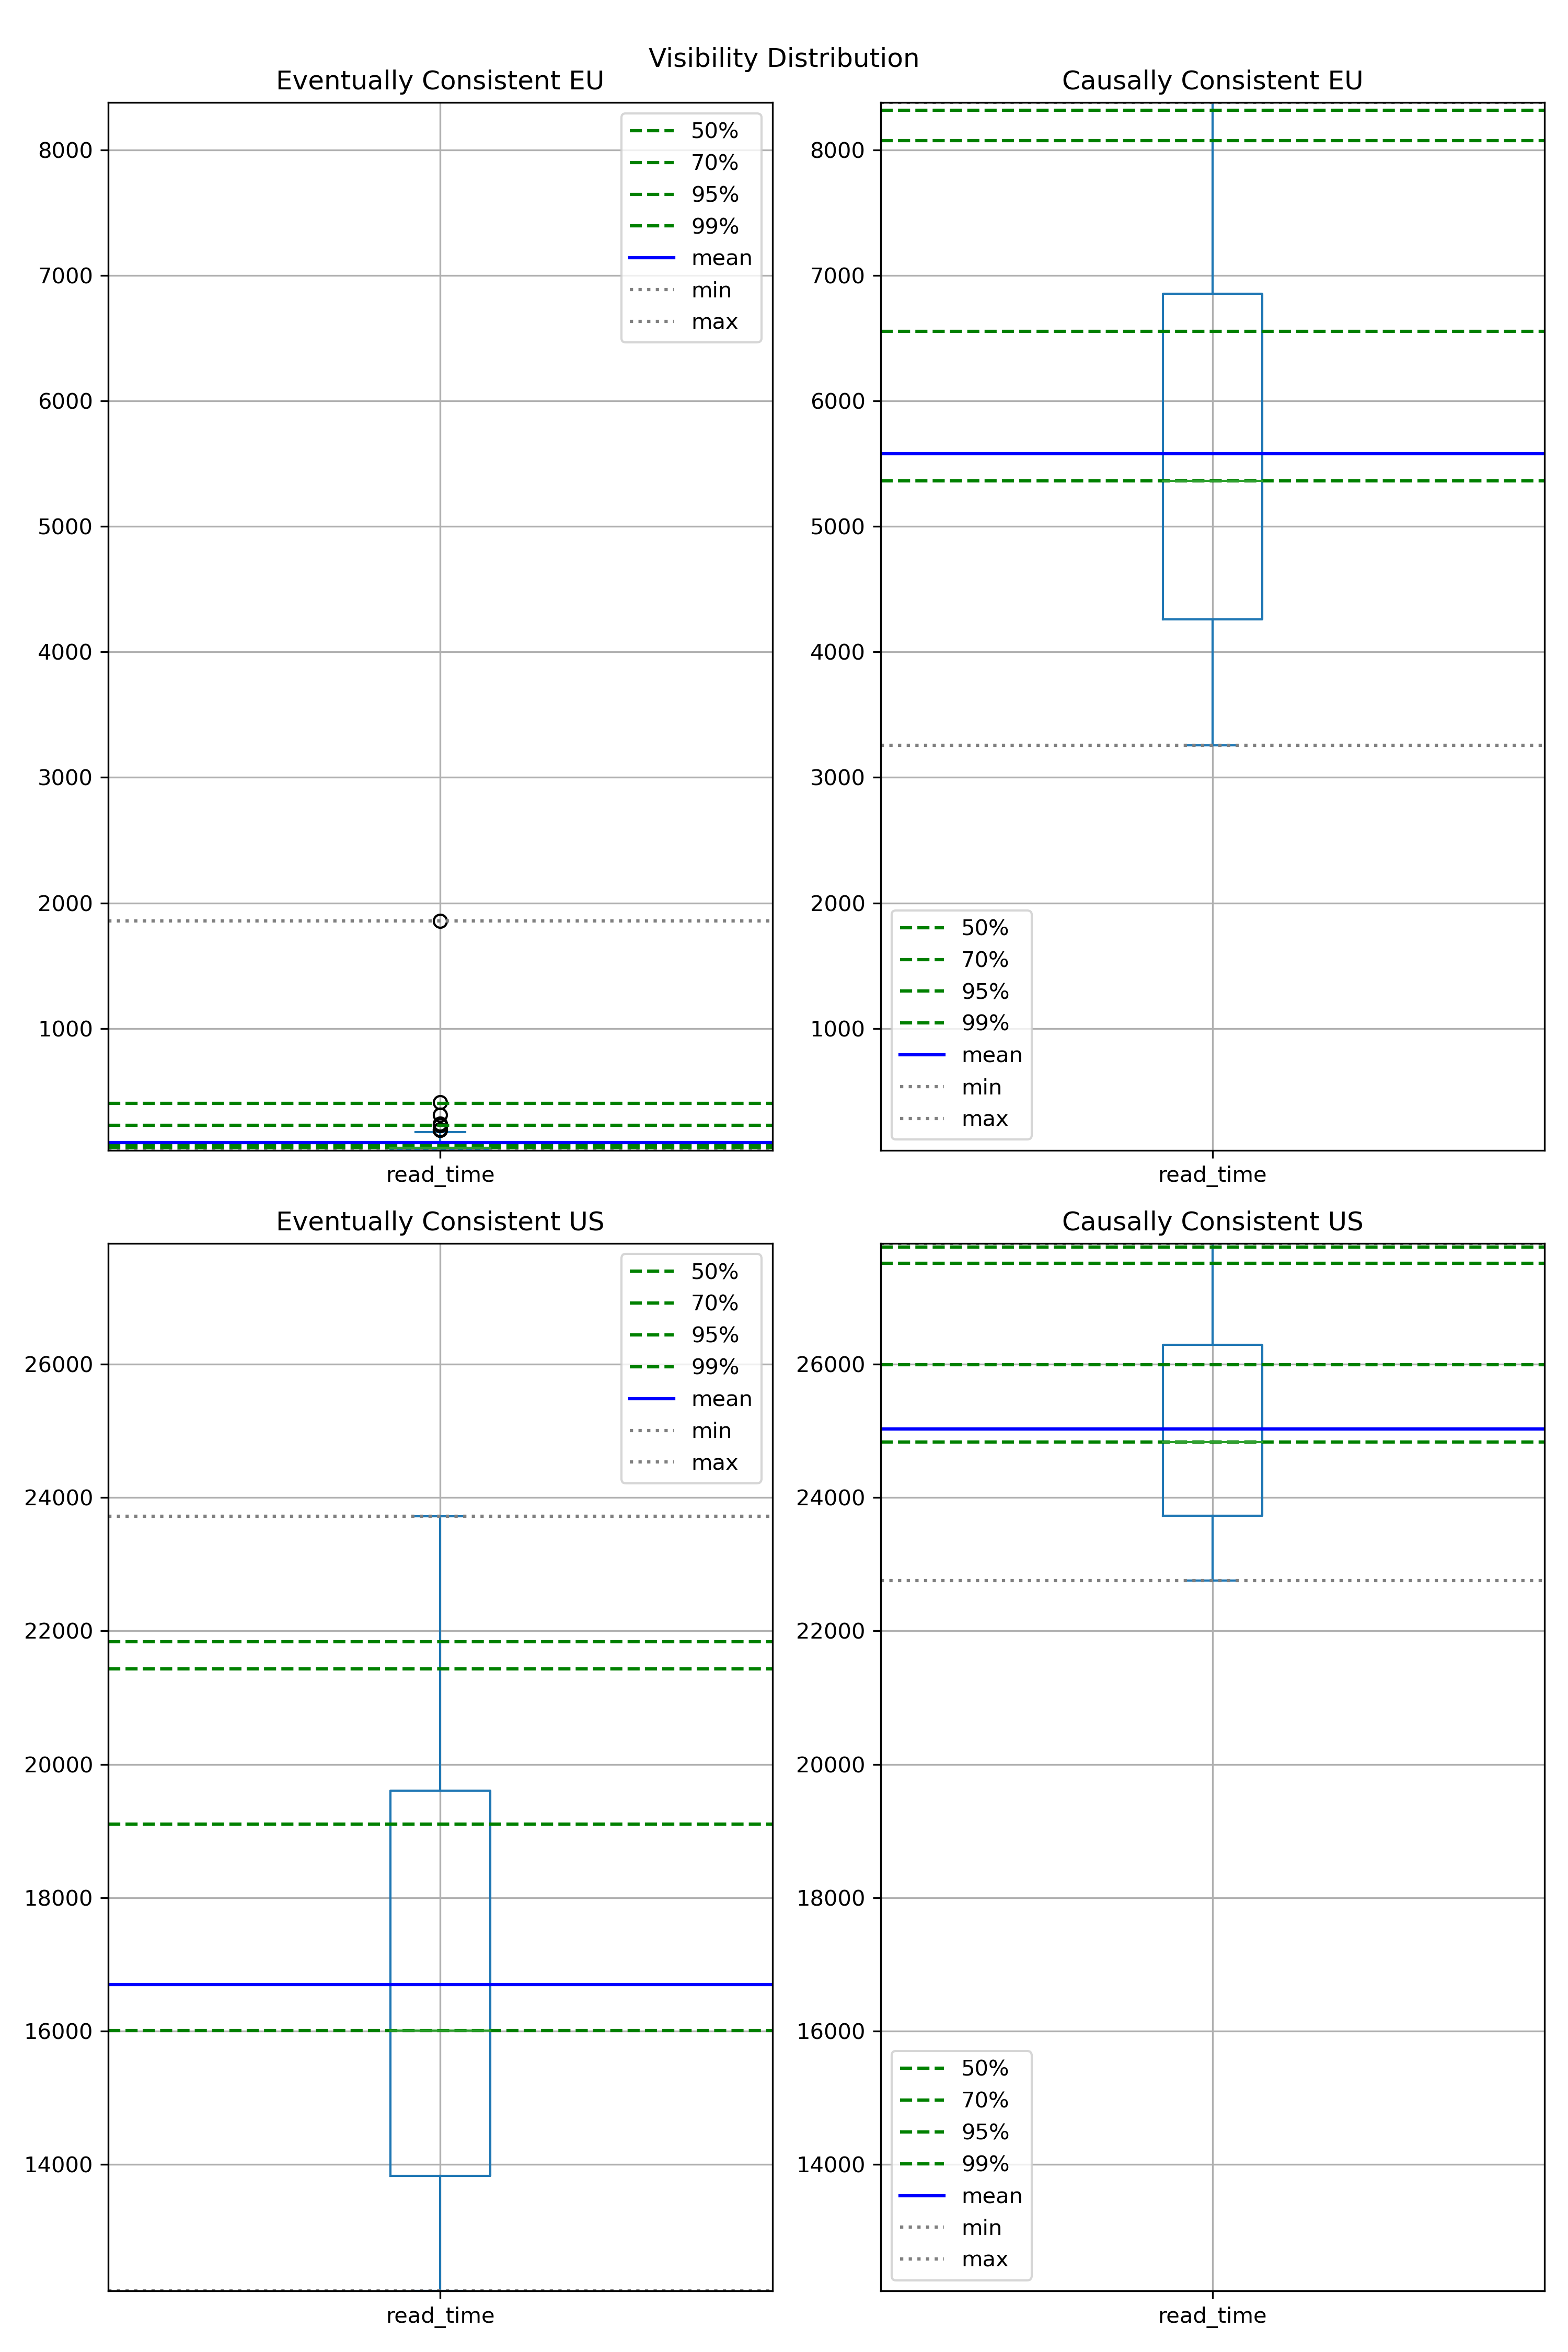 Visibility Distribution
Eventually Consistent EU
Causally Consistent EU
8000
7000
6000
5000
4000
3000
2000
1000
50%
70%
95%
99%
mean
min
max
read_time
8000
7000
6000
5000
4000
3000
2000
1000
50%
70%
95%
99%
mean
min
max
read_time
Eventually Consistent US
Causally Consistent US
26000
24000
22000
20000
18000
16000
14000
50%
70%
95%
99%
mean
min
max
read_time
26000
24000
22000
20000
18000
16000
14000
50%
70%
95%
99%
mean
min
max
read_time